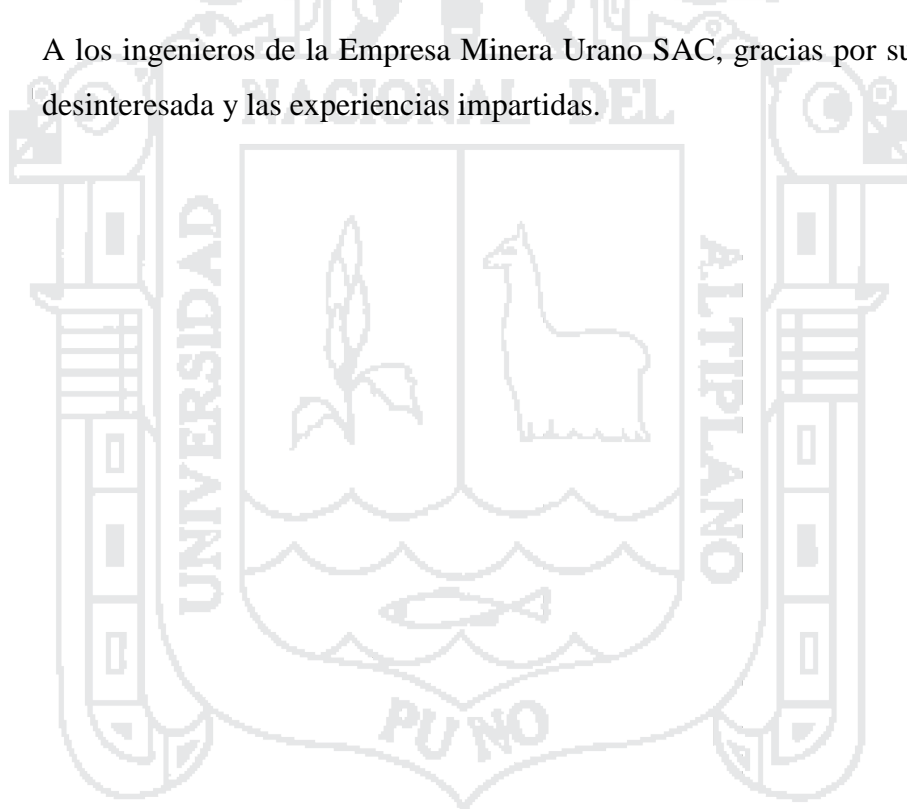 A los ingenieros de la Empresa Minera Urano SAC, gracias por su
desinteresada y las experiencias impartidas.
NACIONAL DEL
UNIVERSIDAD
ALTIPLANO
PUNO